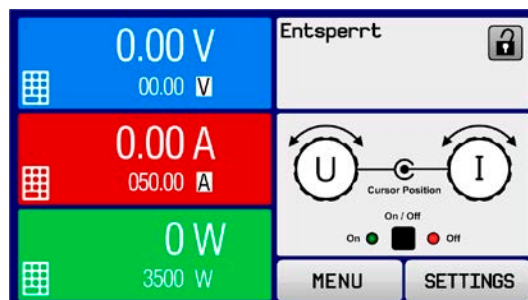 0.00 V
00.00 V
0.00 A
050.00 A
0 W
3500 W
Entsperrt
U
I
Cursor Position
On / Off
On
Off
MENU
SETTINGS